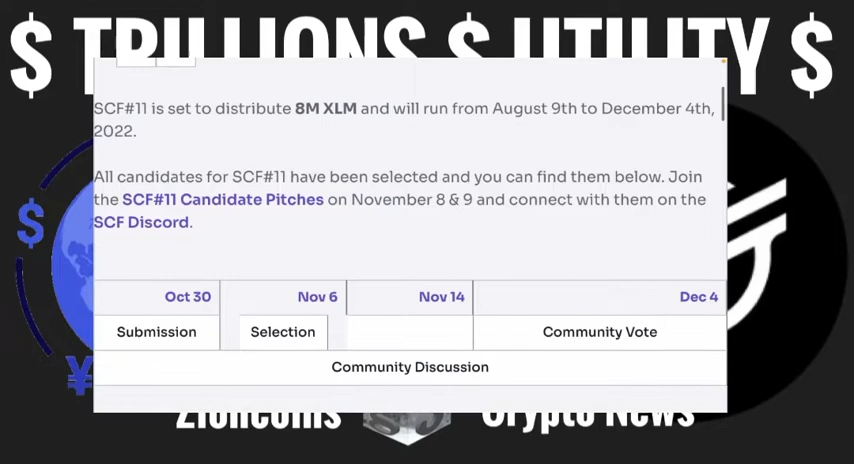 $ TRILLIONS $ UTILITY $
SCF#11 is set to distribute 8M XLM and will run from August 9th to December 4th,
2022.
All candidates for SCF#11 have been selected and you can find them below. Join
the SCF#11 Candidate Pitches on November 8 & 9 and connect with them on the
SCF Discord.
Oct 30 Nov 6 Nov 14 Dec 4
Submission Selection Community Vote
Community Discussion
$
¥
Zioncoins Crypto News